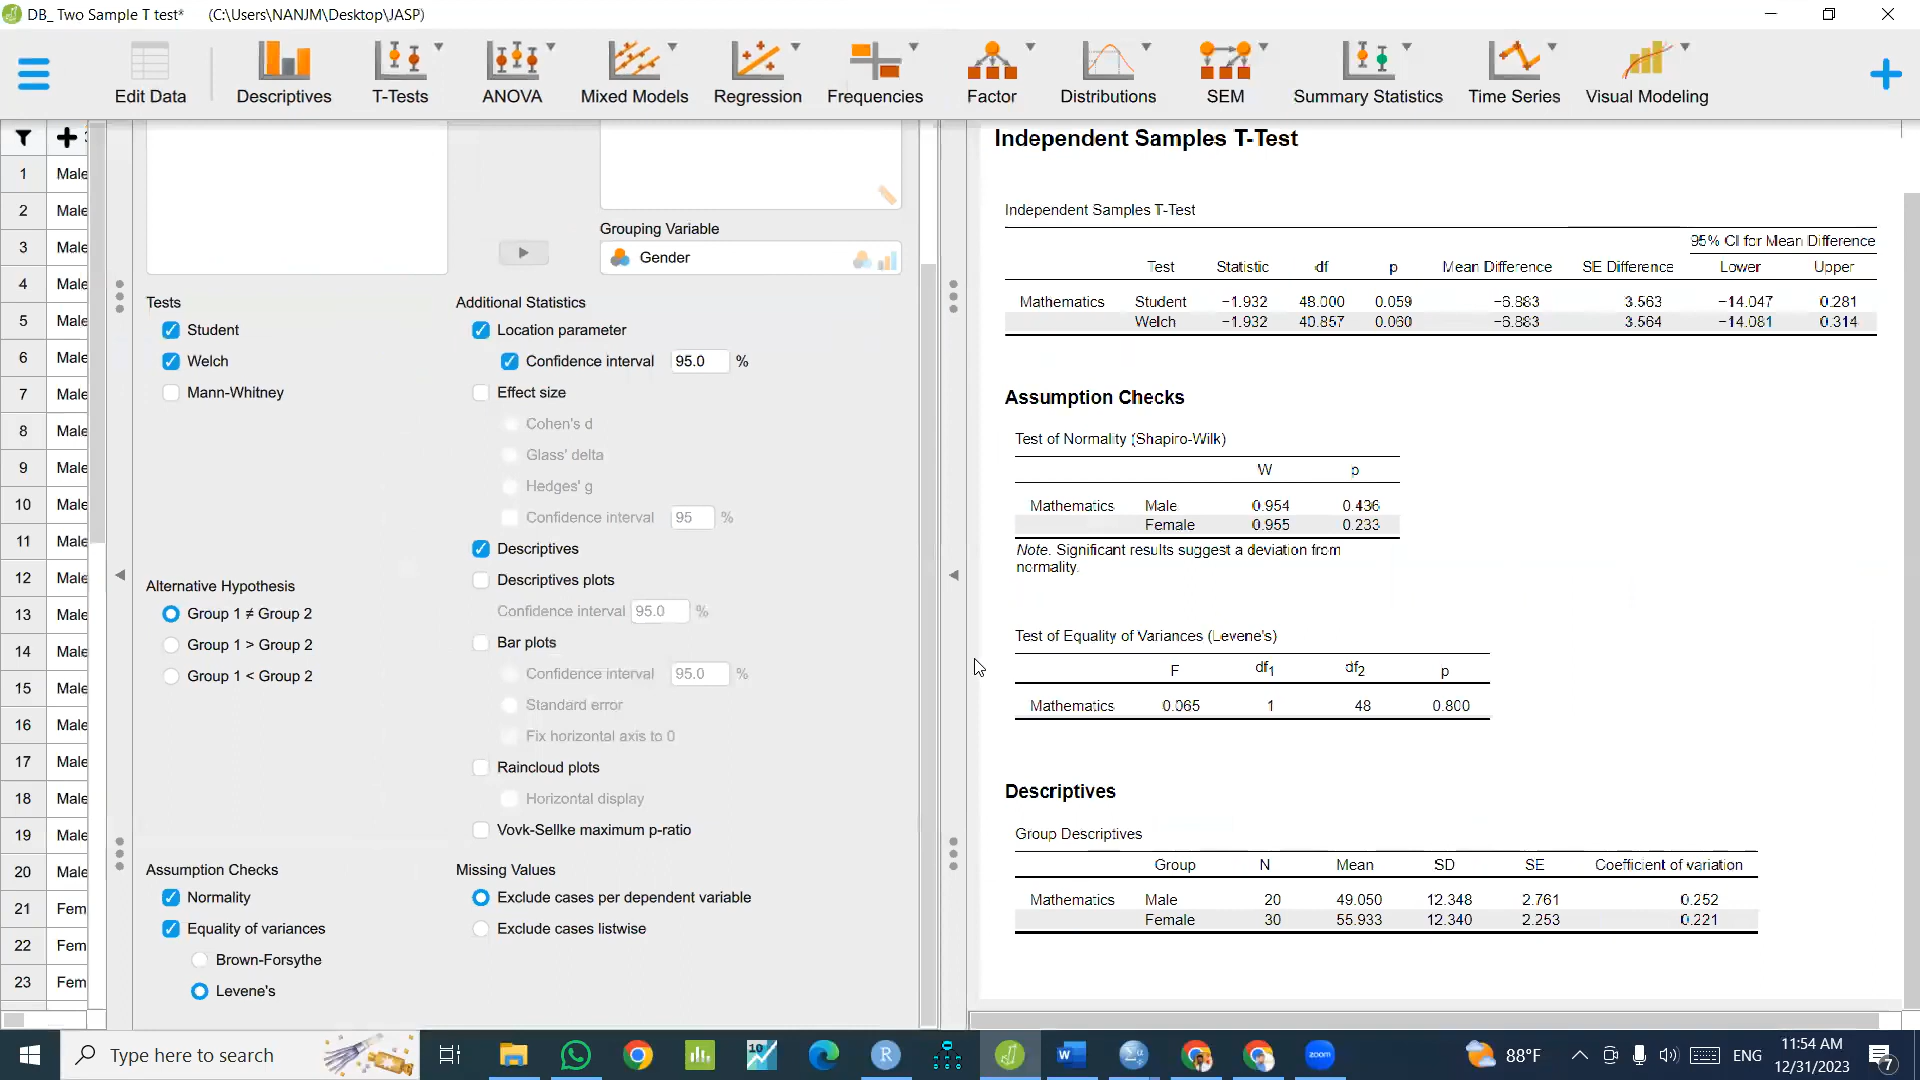 DB_ Two Sample T test* (C:\Users\NANJM\Desktop\JASP)
Edit Data Descriptives T-Tests ANOVA Mixed Models Regression Frequencies Factor Distributions SEM Summary Statistics Time Series Visual Modeling
1 Male
2 Male
3 Male
4 Male
5 Male
6 Male
7 Male
8 Male
9 Male
10 Male
11 Male
12 Male
13 Male
14 Male
15 Male
16 Male
17 Male
18 Male
19 Male
20 Male
21 Fem
22 Fem
23 Fem
Grouping Variable
Gender
Tests
Student
Welch
Mann-Whitney
Alternative Hypothesis
Group 1 ≠ Group 2
Group 1 > Group 2
Group 1 < Group 2
Assumption Checks
Normality
Equality of variances
Brown-Forsythe
Levene's
Additional Statistics
Location parameter
Confidence interval 95.0 %
Effect size
Cohen's d
Glass' delta
Hedges' g
Confidence interval 95 %
Descriptives
Descriptives plots
Confidence interval 95.0 %
Bar plots
Confidence interval 95.0 %
Standard error
Fix horizontal axis to 0
Raincloud plots
Horizontal display
Vovk-Sellke maximum p-ratio
Missing Values
Exclude cases per dependent variable
Exclude cases listwise
Independent Samples T-Test
Independent Samples T-Test
95% CI for Mean Difference
Test Statistic df p Mean Difference SE Difference Lower Upper
Mathematics Student −1.932 48.000 0.059 −6.883 3.563 −14.047 0.281
Welch −1.932 40.857 0.060 −6.883 3.564 −14.081 0.314
Assumption Checks
Test of Normality (Shapiro-Wilk)
W p
Mathematics Male 0.954 0.436
Female 0.955 0.233
Note. Significant results suggest a deviation from
normality.
Test of Equality of Variances (Levene's)
F df1 df2 p
Mathematics 0.065 1 48 0.800
Descriptives
Group Descriptives
Group N Mean SD SE Coefficient of variation
Mathematics Male 20 49.050 12.348 2.761 0.252
Female 30 55.933 12.340 2.253 0.221
Type here to search
10
R
W
Σα
zoom
88°F
ENG
11:54 AM
12/31/2023
7